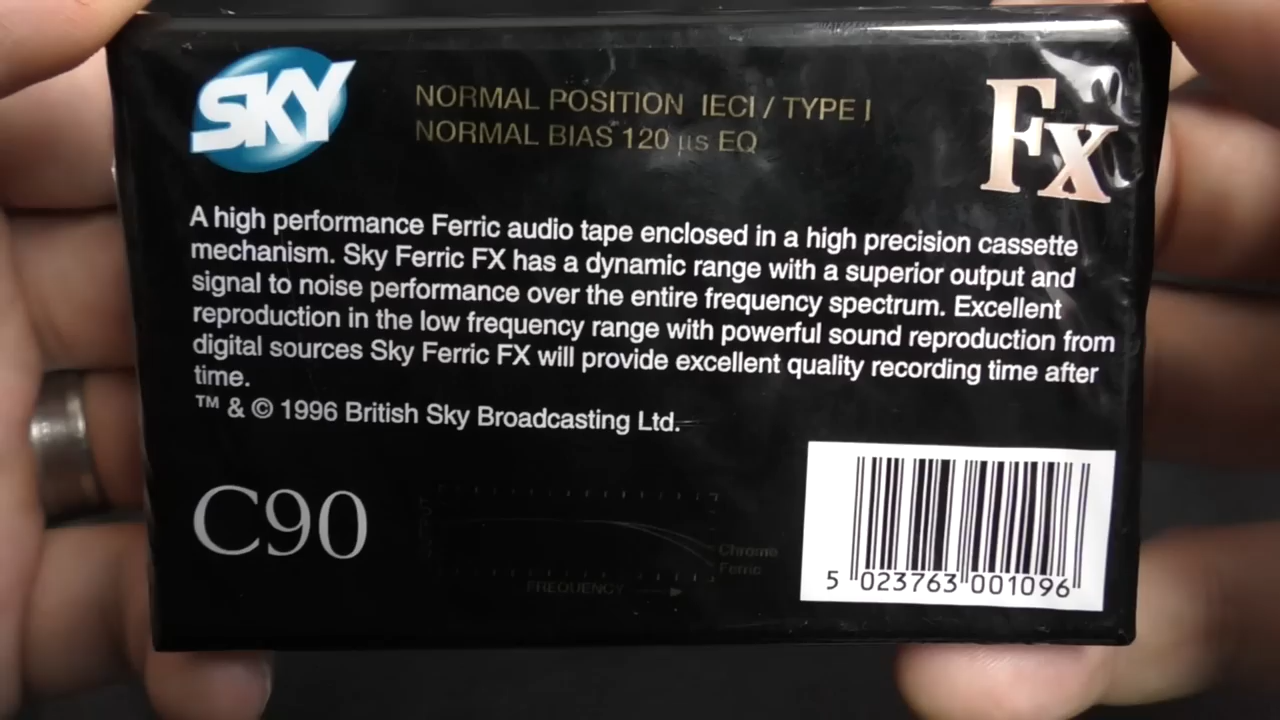 SKY
NORMAL POSITION IECI / TYPE I
NORMAL BIAS 120 µs EQ
Fx
A high performance Ferric audio tape enclosed in a high precision cassette
mechanism. Sky Ferric FX has a dynamic range with a superior output and
signal to noise performance over the entire frequency spectrum. Excellent
reproduction in the low frequency range with powerful sound reproduction from
digital sources Sky Ferric FX will provide excellent quality recording time after
time.
™ & © 1996 British Sky Broadcasting Ltd.
C90
Chrome
Ferric
FREQUENCY
5 023763 001096